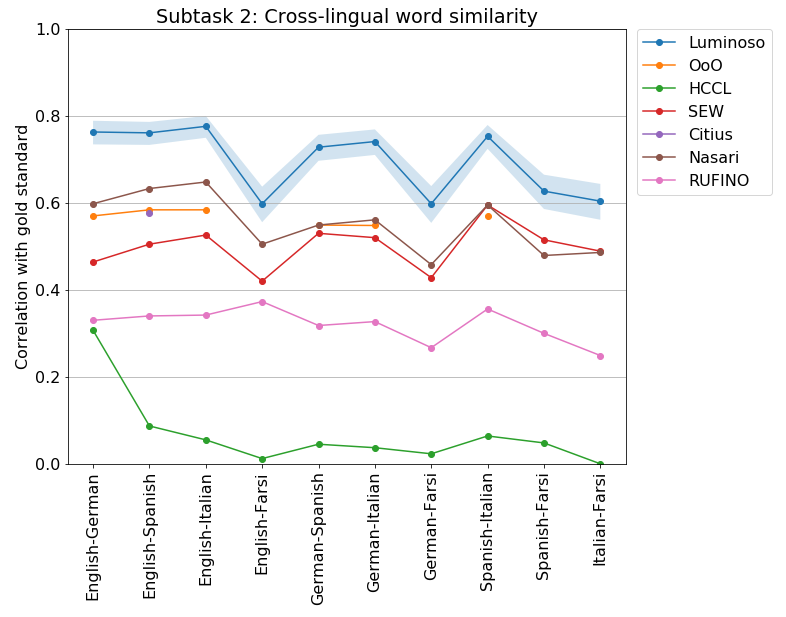 Subtask 2: Cross-lingual word similarity
Correlation with gold standard
1.0
0.8
0.6
0.4
0.2
0.0
English-German
English-Spanish
English-Italian
English-Farsi
German-Spanish
German-Italian
German-Farsi
Spanish-Italian
Spanish-Farsi
Italian-Farsi
Luminoso
OoO
HCCL
SEW
Citius
Nasari
RUFINO